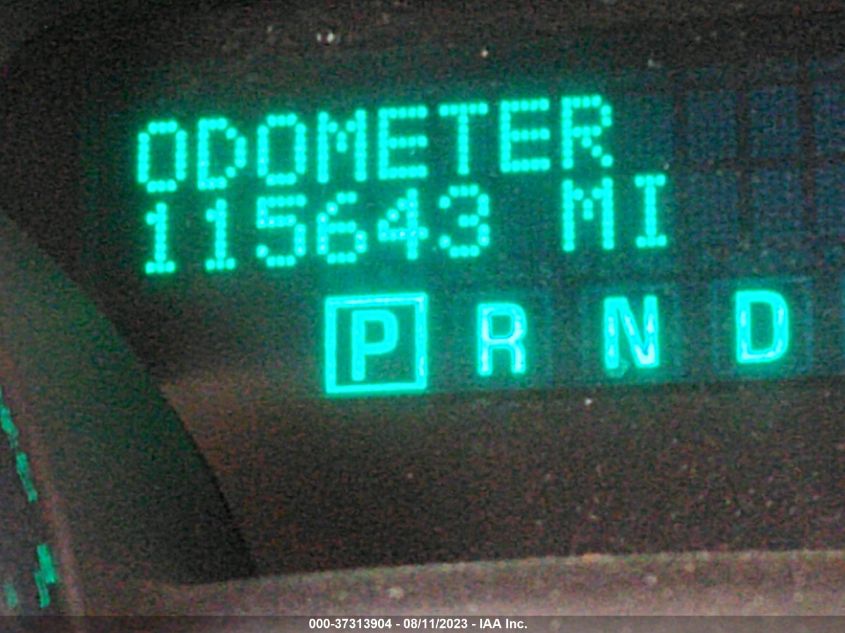 ODOMETER
115643 MI
P R N D
000-37313904 - 08/11/2023 - IAA Inc.